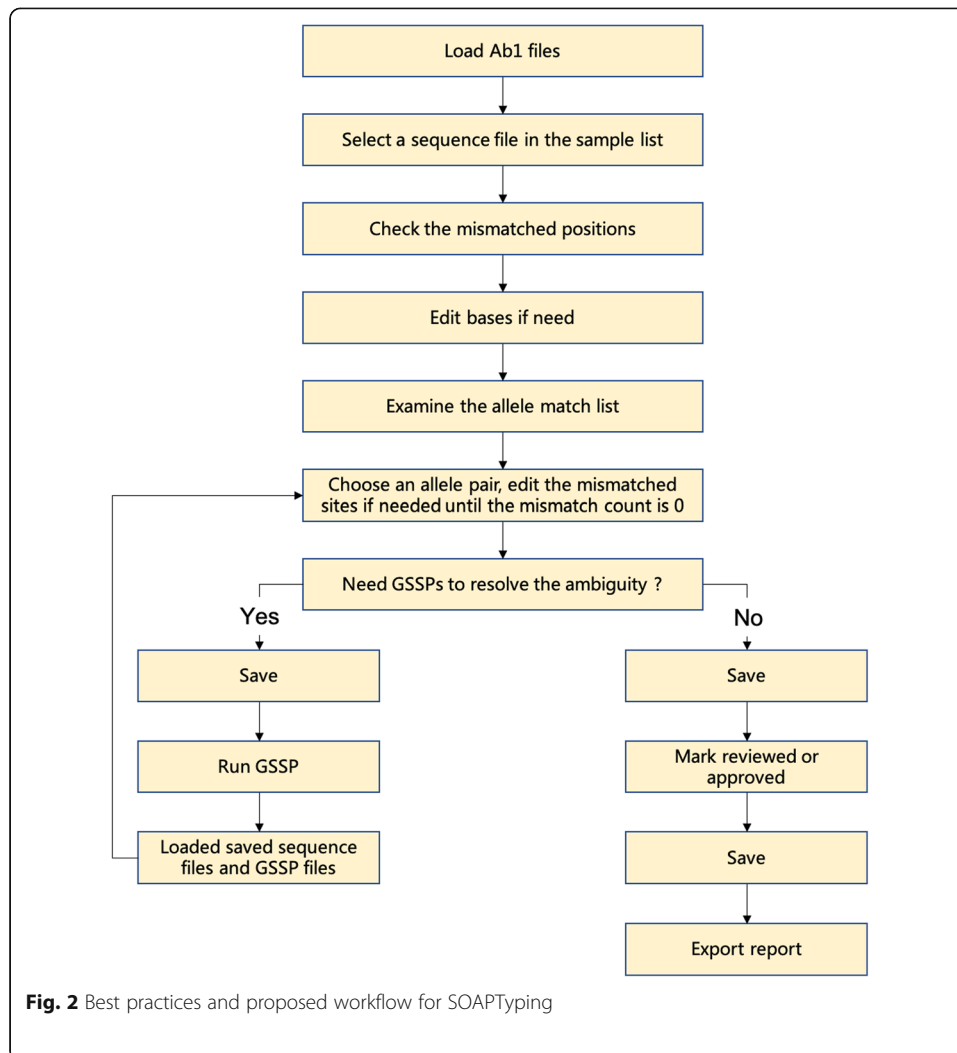 Load Ab1 files
Select a sequence file in the sample list
Check the mismatched positions
Edit bases if need
Examine the allele match list
Choose an allele pair, edit the mismatched
sites if needed until the mismatch count is 0
Need GSSPs to resolve the ambiguity ?
Yes
Save
Run GSSP
Loaded saved sequence
files and GSSP files
No
Save
Mark reviewed or
approved
Save
Export report
Fig. 2 Best practices and proposed workflow for SOAPTyping